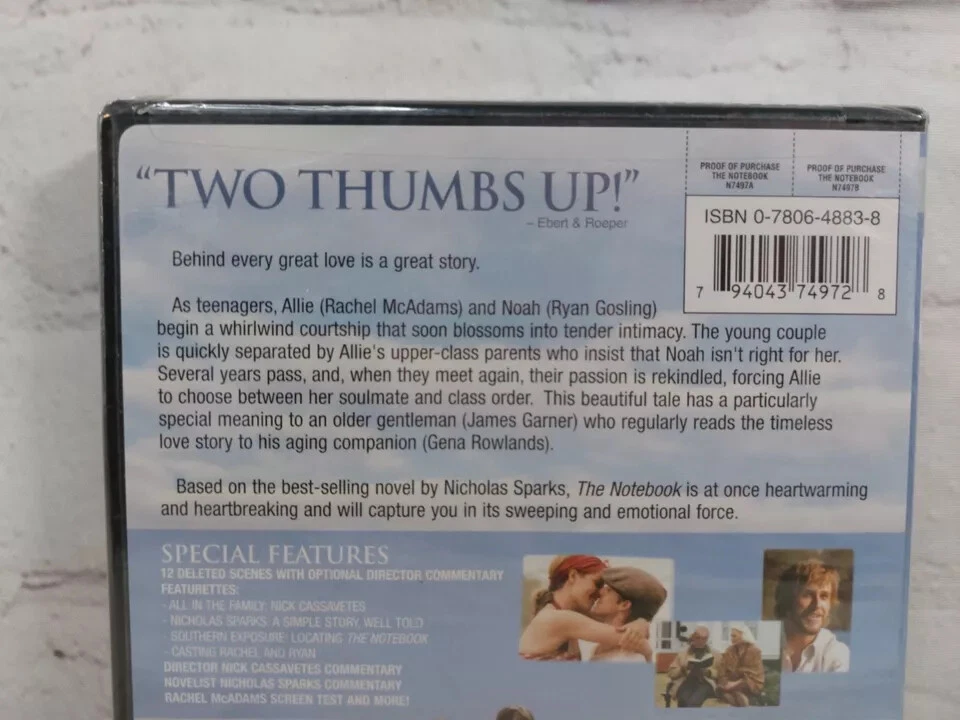 "TWO THUMBS UP!"
– Ebert & Roeper
PROOF OF PURCHASE
THE NOTEBOOK
N7497A
PROOF OF PURCHASE
THE NOTEBOOK
N7497B
ISBN 0-7806-4883-8
7 94043 74972 8
Behind every great love is a great story.
As teenagers, Allie (Rachel McAdams) and Noah (Ryan Gosling)
begin a whirlwind courtship that soon blossoms into tender intimacy. The young couple
is quickly separated by Allie's upper-class parents who insist that Noah isn't right for her.
Several years pass, and, when they meet again, their passion is rekindled, forcing Allie
to choose between her soulmate and class order. This beautiful tale has a particularly
special meaning to an older gentleman (James Garner) who regularly reads the timeless
love story to his aging companion (Gena Rowlands).
Based on the best-selling novel by Nicholas Sparks, The Notebook is at once heartwarming
and heartbreaking and will capture you in its sweeping and emotional force.
SPECIAL FEATURES
12 DELETED SCENES WITH OPTIONAL DIRECTOR COMMENTARY
FEATURETTES:
- ALL IN THE FAMILY: NICK CASSAVETES
- NICHOLAS SPARKS: A SIMPLE STORY, WELL TOLD
- SOUTHERN EXPOSURE: LOCATING THE NOTEBOOK
- CASTING RACHEL AND RYAN
DIRECTOR NICK CASSAVETES COMMENTARY
NOVELIST NICHOLAS SPARKS COMMENTARY
RACHEL McADAMS SCREEN TEST AND MORE!